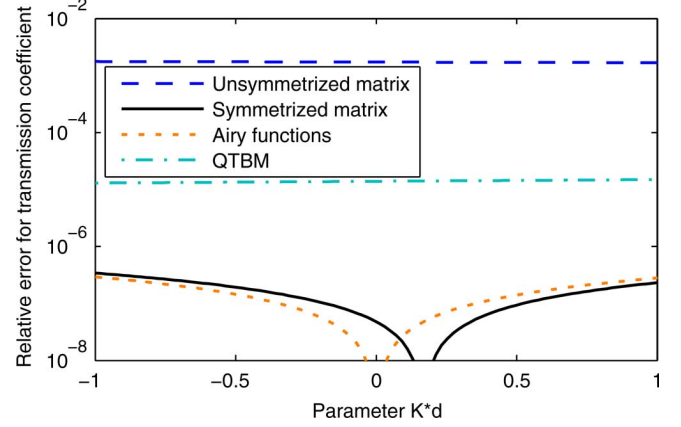 Relative error for transmission coefficient
10^-2
10^-4
10^-6
10^-8
Unsymmetrized matrix
Symmetrized matrix
Airy functions
QTBM
-1
-0.5
0
0.5
1
Parameter K*d